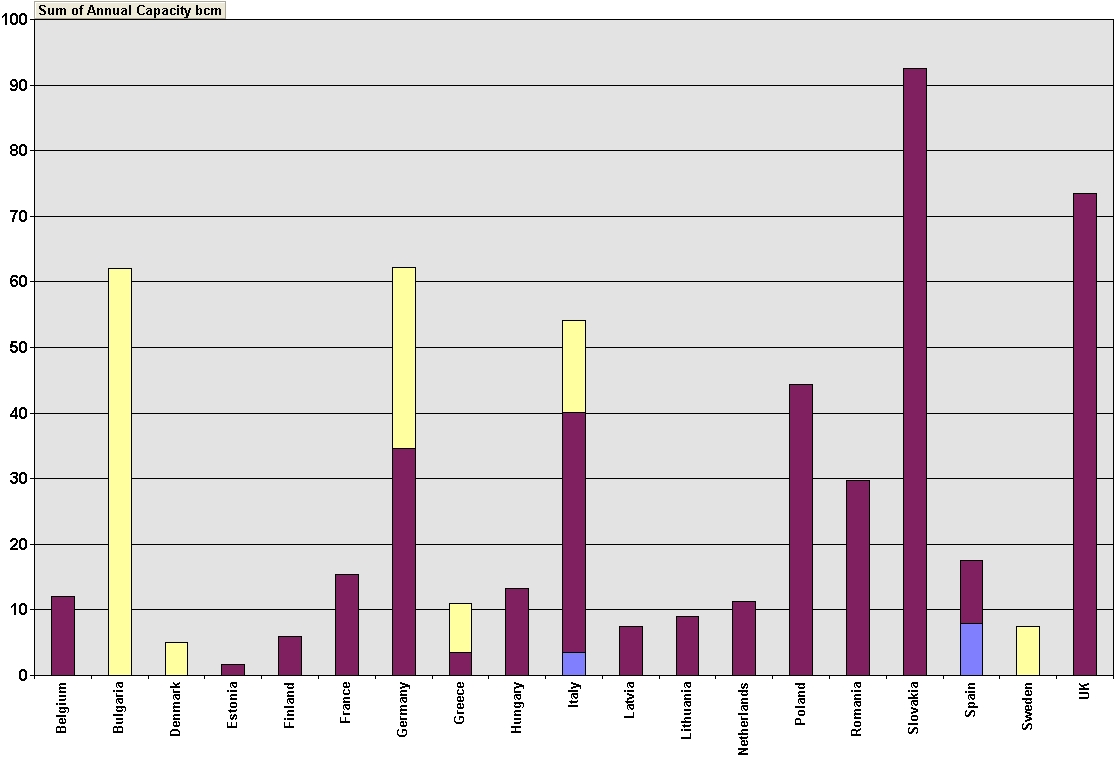 Sum of Annual Capacity bcm
100
90
80
70
60
50
40
30
20
10
0
Belgium
Bulgaria
Denmark
Estonia
Finland
France
Germany
Greece
Hungary
Italy
Latvia
Lithuania
Netherlands
Poland
Romania
Slovakia
Spain
Sweden
UK